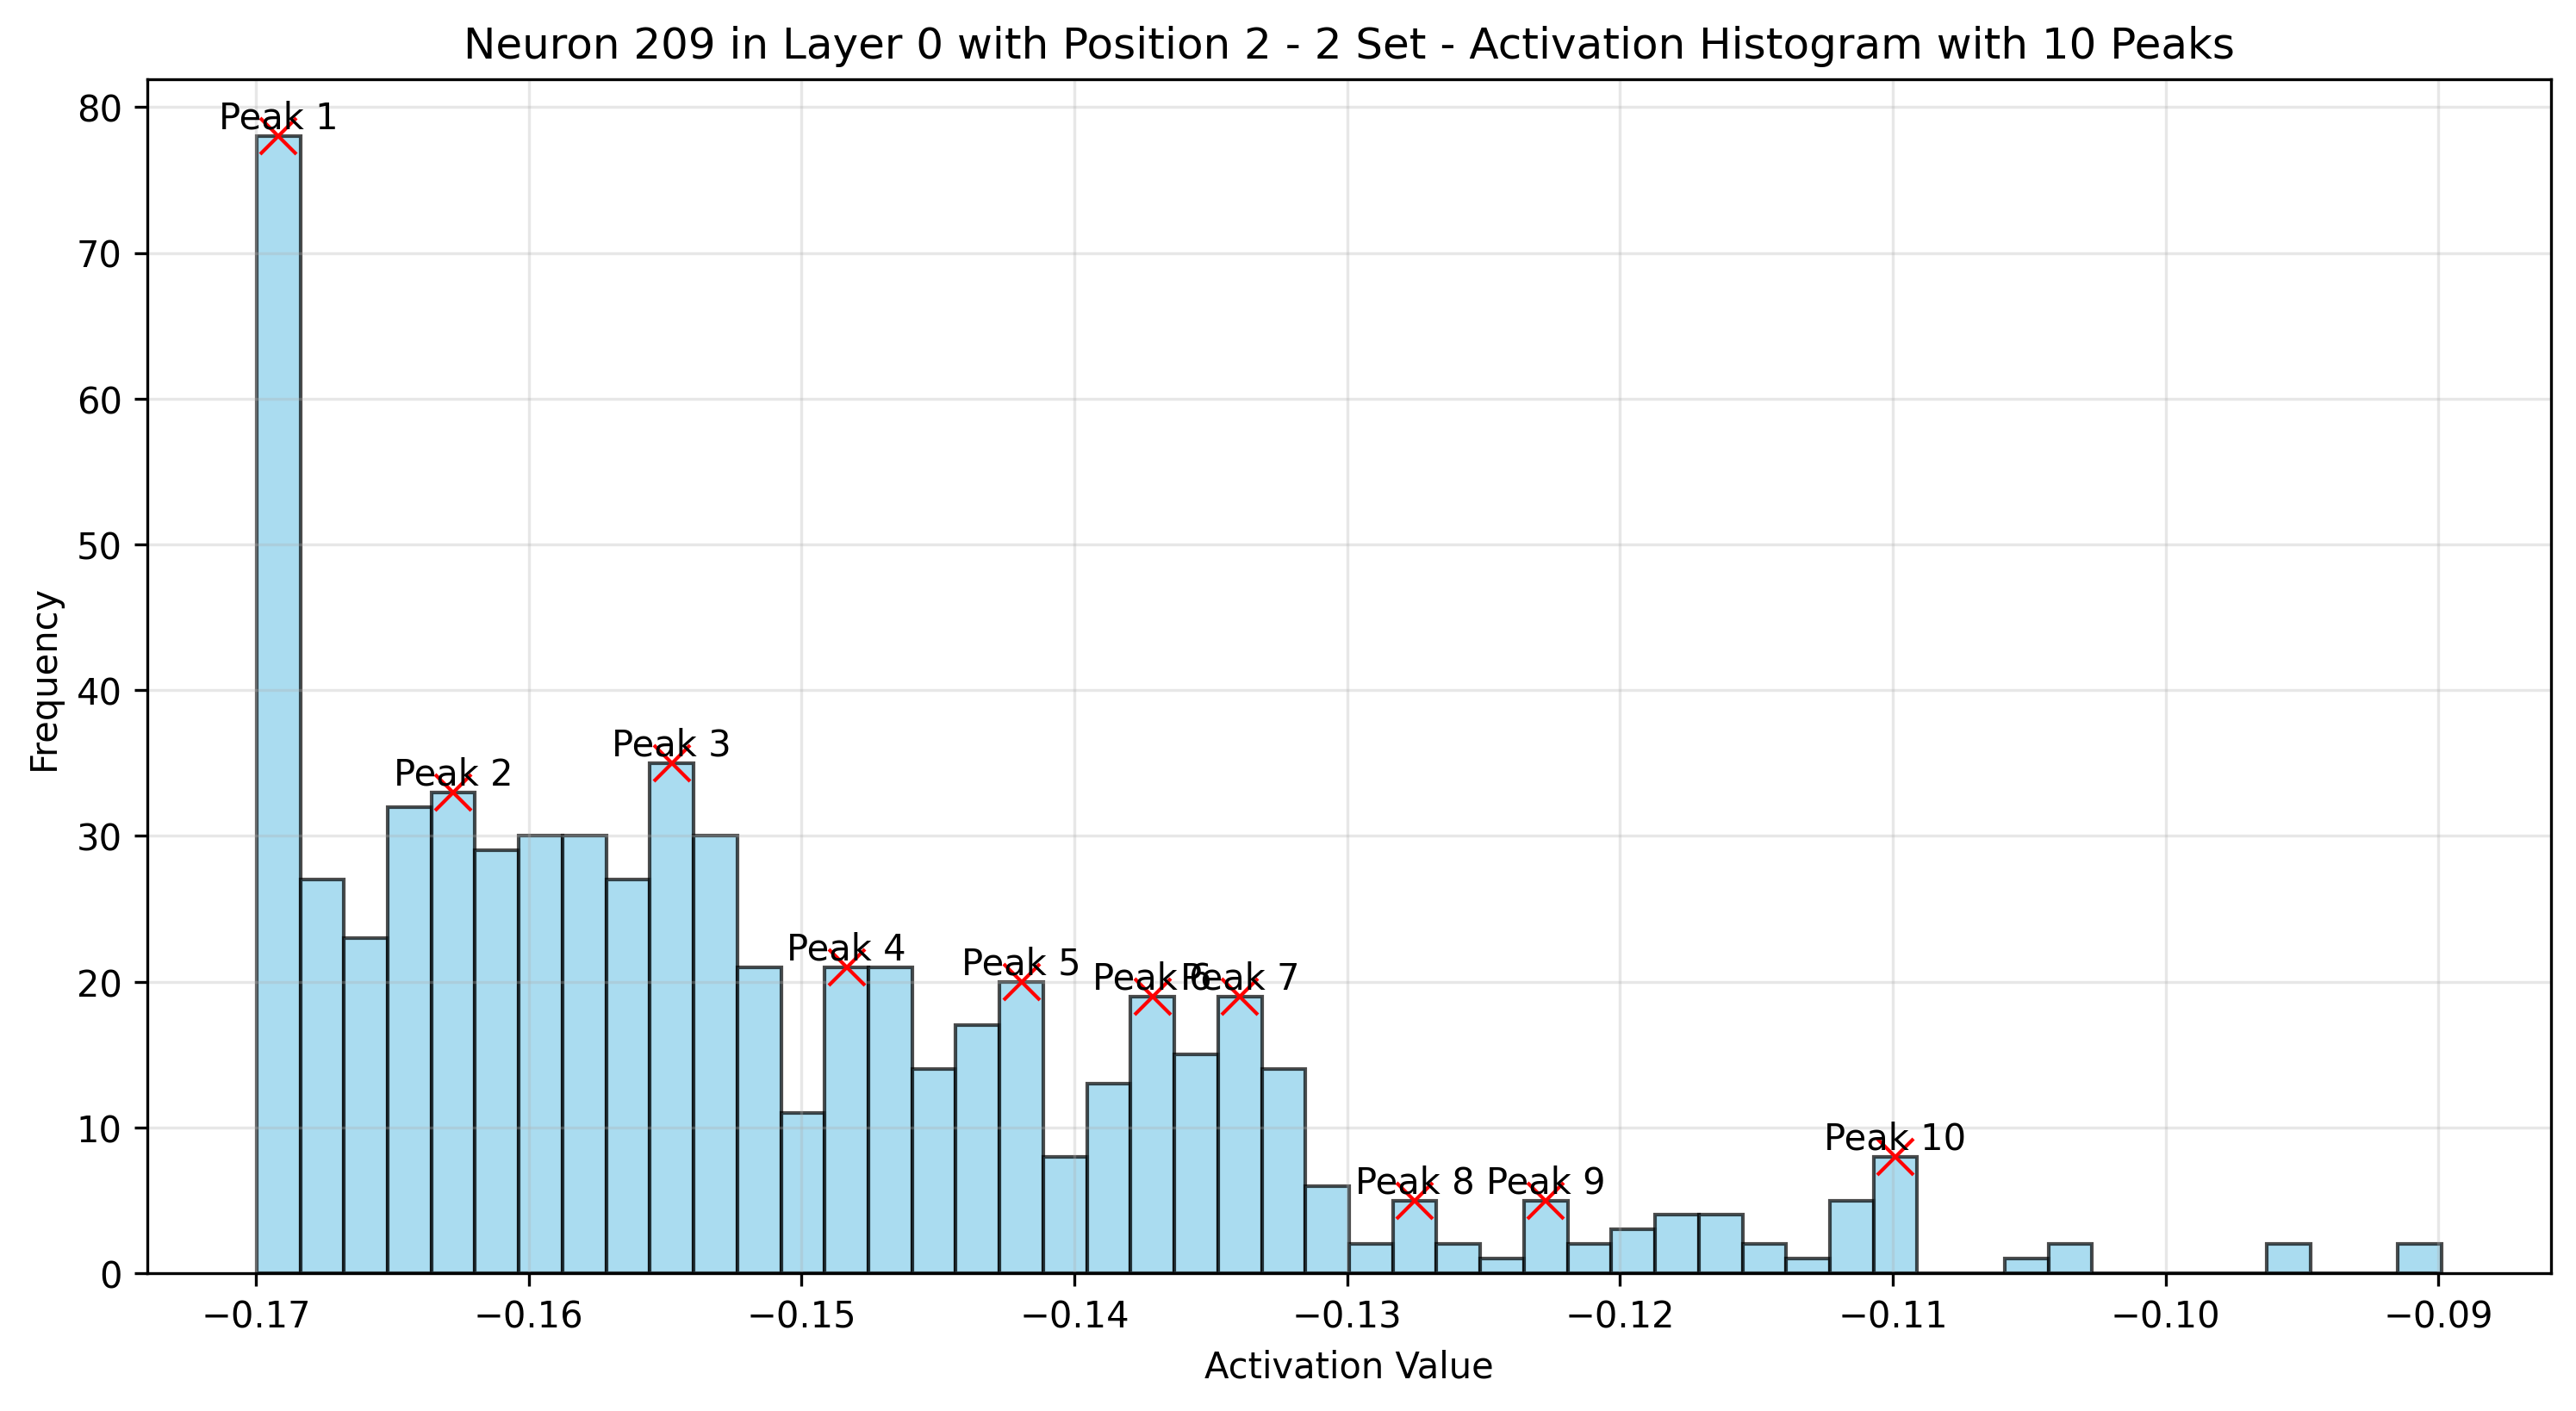 Neuron 209 in Layer 0 with Position 2 - 2 Set - Activation Histogram with 10 Peaks
80
70
60
50
40
30
20
10
0
Frequency
Peak 1
Peak 2
Peak 3
Peak 4
Peak 5
Peak 6
Peak 7
Peak 8
Peak 9
Peak 10
−0.17
−0.16
−0.15
−0.14
−0.13
−0.12
−0.11
−0.10
−0.09
Activation Value